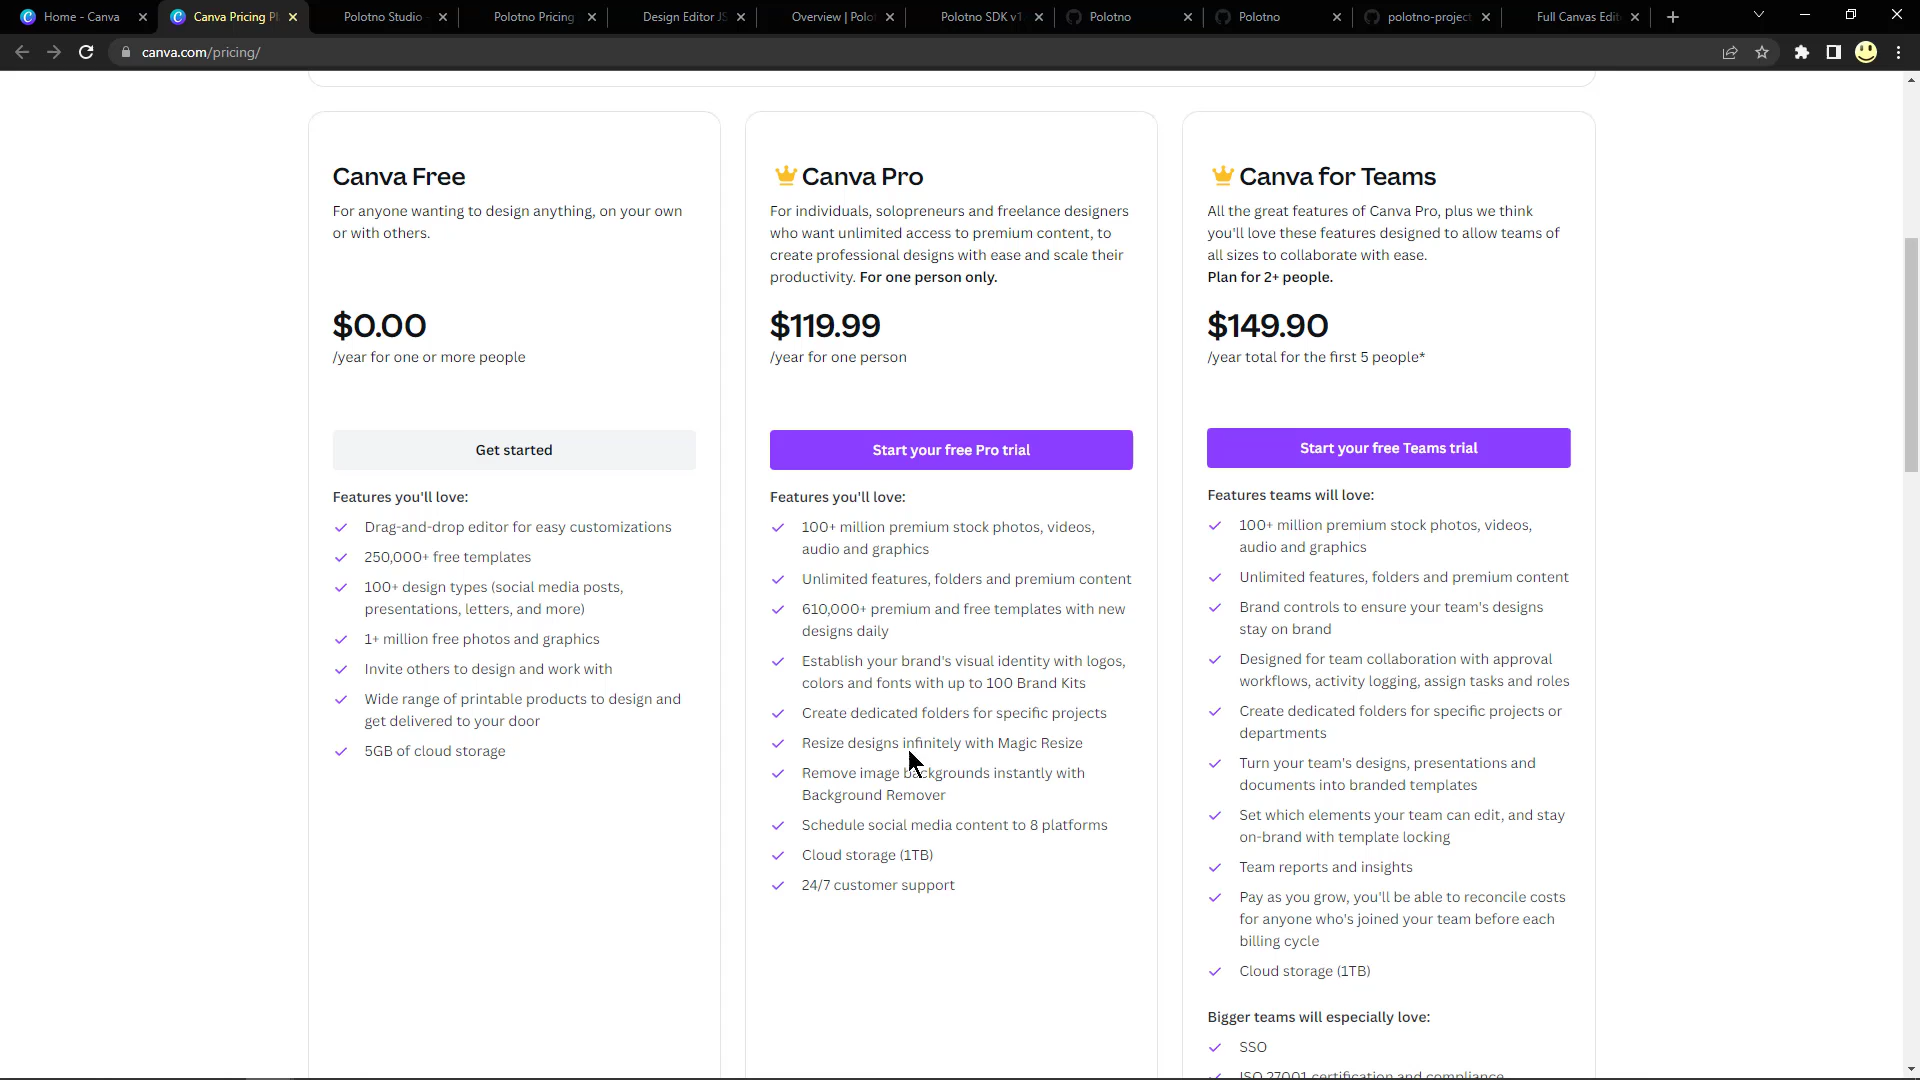 Home - Canva
Canva Pricing Pl
Polotno Studio -
Polotno Pricing
Design Editor JS
Overview | Polot
Polotno SDK v1
Polotno
Polotno
polotno-project
Full Canvas Edit
canva.com/pricing/
Canva Free
For anyone wanting to design anything, on your own
or with others.
$0.00
/year for one or more people
Get started
Features you'll love:
Drag-and-drop editor for easy customizations
250,000+ free templates
100+ design types (social media posts,
presentations, letters, and more)
1+ million free photos and graphics
Invite others to design and work with
Wide range of printable products to design and
get delivered to your door
5GB of cloud storage
Canva Pro
For individuals, solopreneurs and freelance designers
who want unlimited access to premium content, to
create professional designs with ease and scale their
productivity. For one person only.
$119.99
/year for one person
Start your free Pro trial
Features you'll love:
100+ million premium stock photos, videos,
audio and graphics
Unlimited features, folders and premium content
610,000+ premium and free templates with new
designs daily
Establish your brand's visual identity with logos,
colors and fonts with up to 100 Brand Kits
Create dedicated folders for specific projects
Resize designs infinitely with Magic Resize
Remove image backgrounds instantly with
Background Remover
Schedule social media content to 8 platforms
Cloud storage (1TB)
24/7 customer support
Canva for Teams
All the great features of Canva Pro, plus we think
you'll love these features designed to allow teams of
all sizes to collaborate with ease.
Plan for 2+ people.
$149.90
/year total for the first 5 people*
Start your free Teams trial
Features teams will love:
100+ million premium stock photos, videos,
audio and graphics
Unlimited features, folders and premium content
Brand controls to ensure your team's designs
stay on brand
Designed for team collaboration with approval
workflows, activity logging, assign tasks and roles
Create dedicated folders for specific projects or
departments
Turn your team's designs, presentations and
documents into branded templates
Set which elements your team can edit, and stay
on-brand with template locking
Team reports and insights
Pay as you grow, you'll be able to reconcile costs
for anyone who's joined your team before each
billing cycle
Cloud storage (1TB)
Bigger teams will especially love:
SSO
ISO 27001 certification and compliance